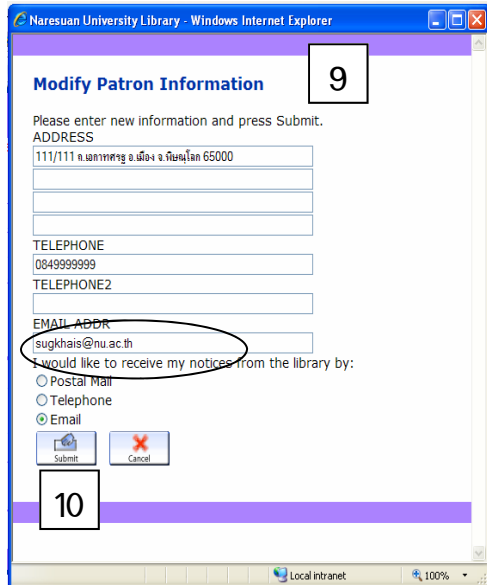 Naresuan University Library - Windows Internet Explorer
9
Modify Patron Information
Please enter new information and press Submit.
ADDRESS
111/111 ถ.เอกาทศรฐ อ.เมือง จ.พิษณุโลก 65000
TELEPHONE
0849999999
TELEPHONE2
EMAIL ADDR
sugkhais@nu.ac.th
I would like to receive my notices from the library by:
Postal Mail
Telephone
Email
Submit Cancel
10
Local intranet 100%